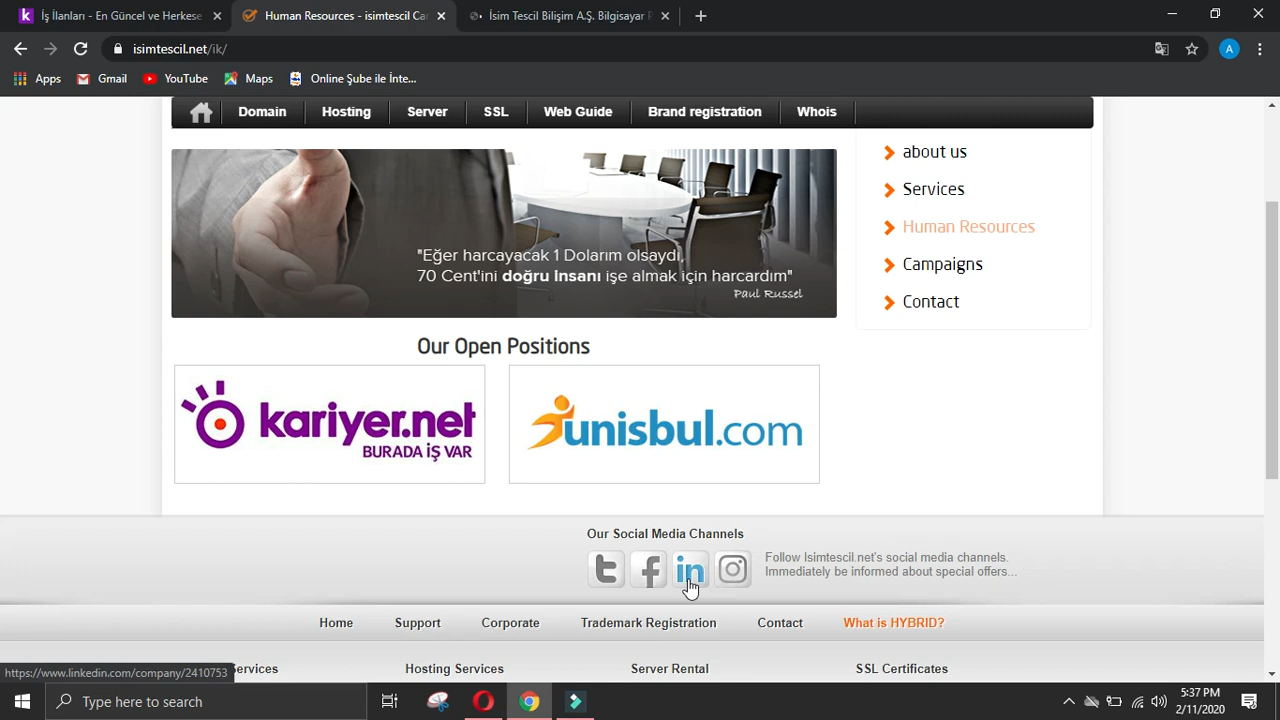 İş İlanları - En Güncel ve Herkese
Human Resources - isimtescil Ca
İsim Tescil Bilişim A.Ş. Bilgisayar
isimtescil.net/ik/
A
Apps
Gmail
YouTube
Maps
Online Şube ile İnte...
Domain
Hosting
Server
SSL
Web Guide
Brand registration
Whois
about us
Services
Human Resources
Campaigns
Contact
"Eğer harcayacak 1 Dolarım olsaydı,
70 Cent'ini doğru insanı işe almak için harcardım"
Paul Russel
Our Open Positions
kariyer.net
BURADA İŞ VAR
unisbul.com
Our Social Media Channels
t f in
Follow Isimtescil.net's social media channels.
Immediately be informed about special offers...
Home
Support
Corporate
Trademark Registration
Contact
What is HYBRID?
https://www.linkedin.com/company/2410753
ervices
Hosting Services
Server Rental
SSL Certificates
Type here to search
5:37 PM
2/11/2020